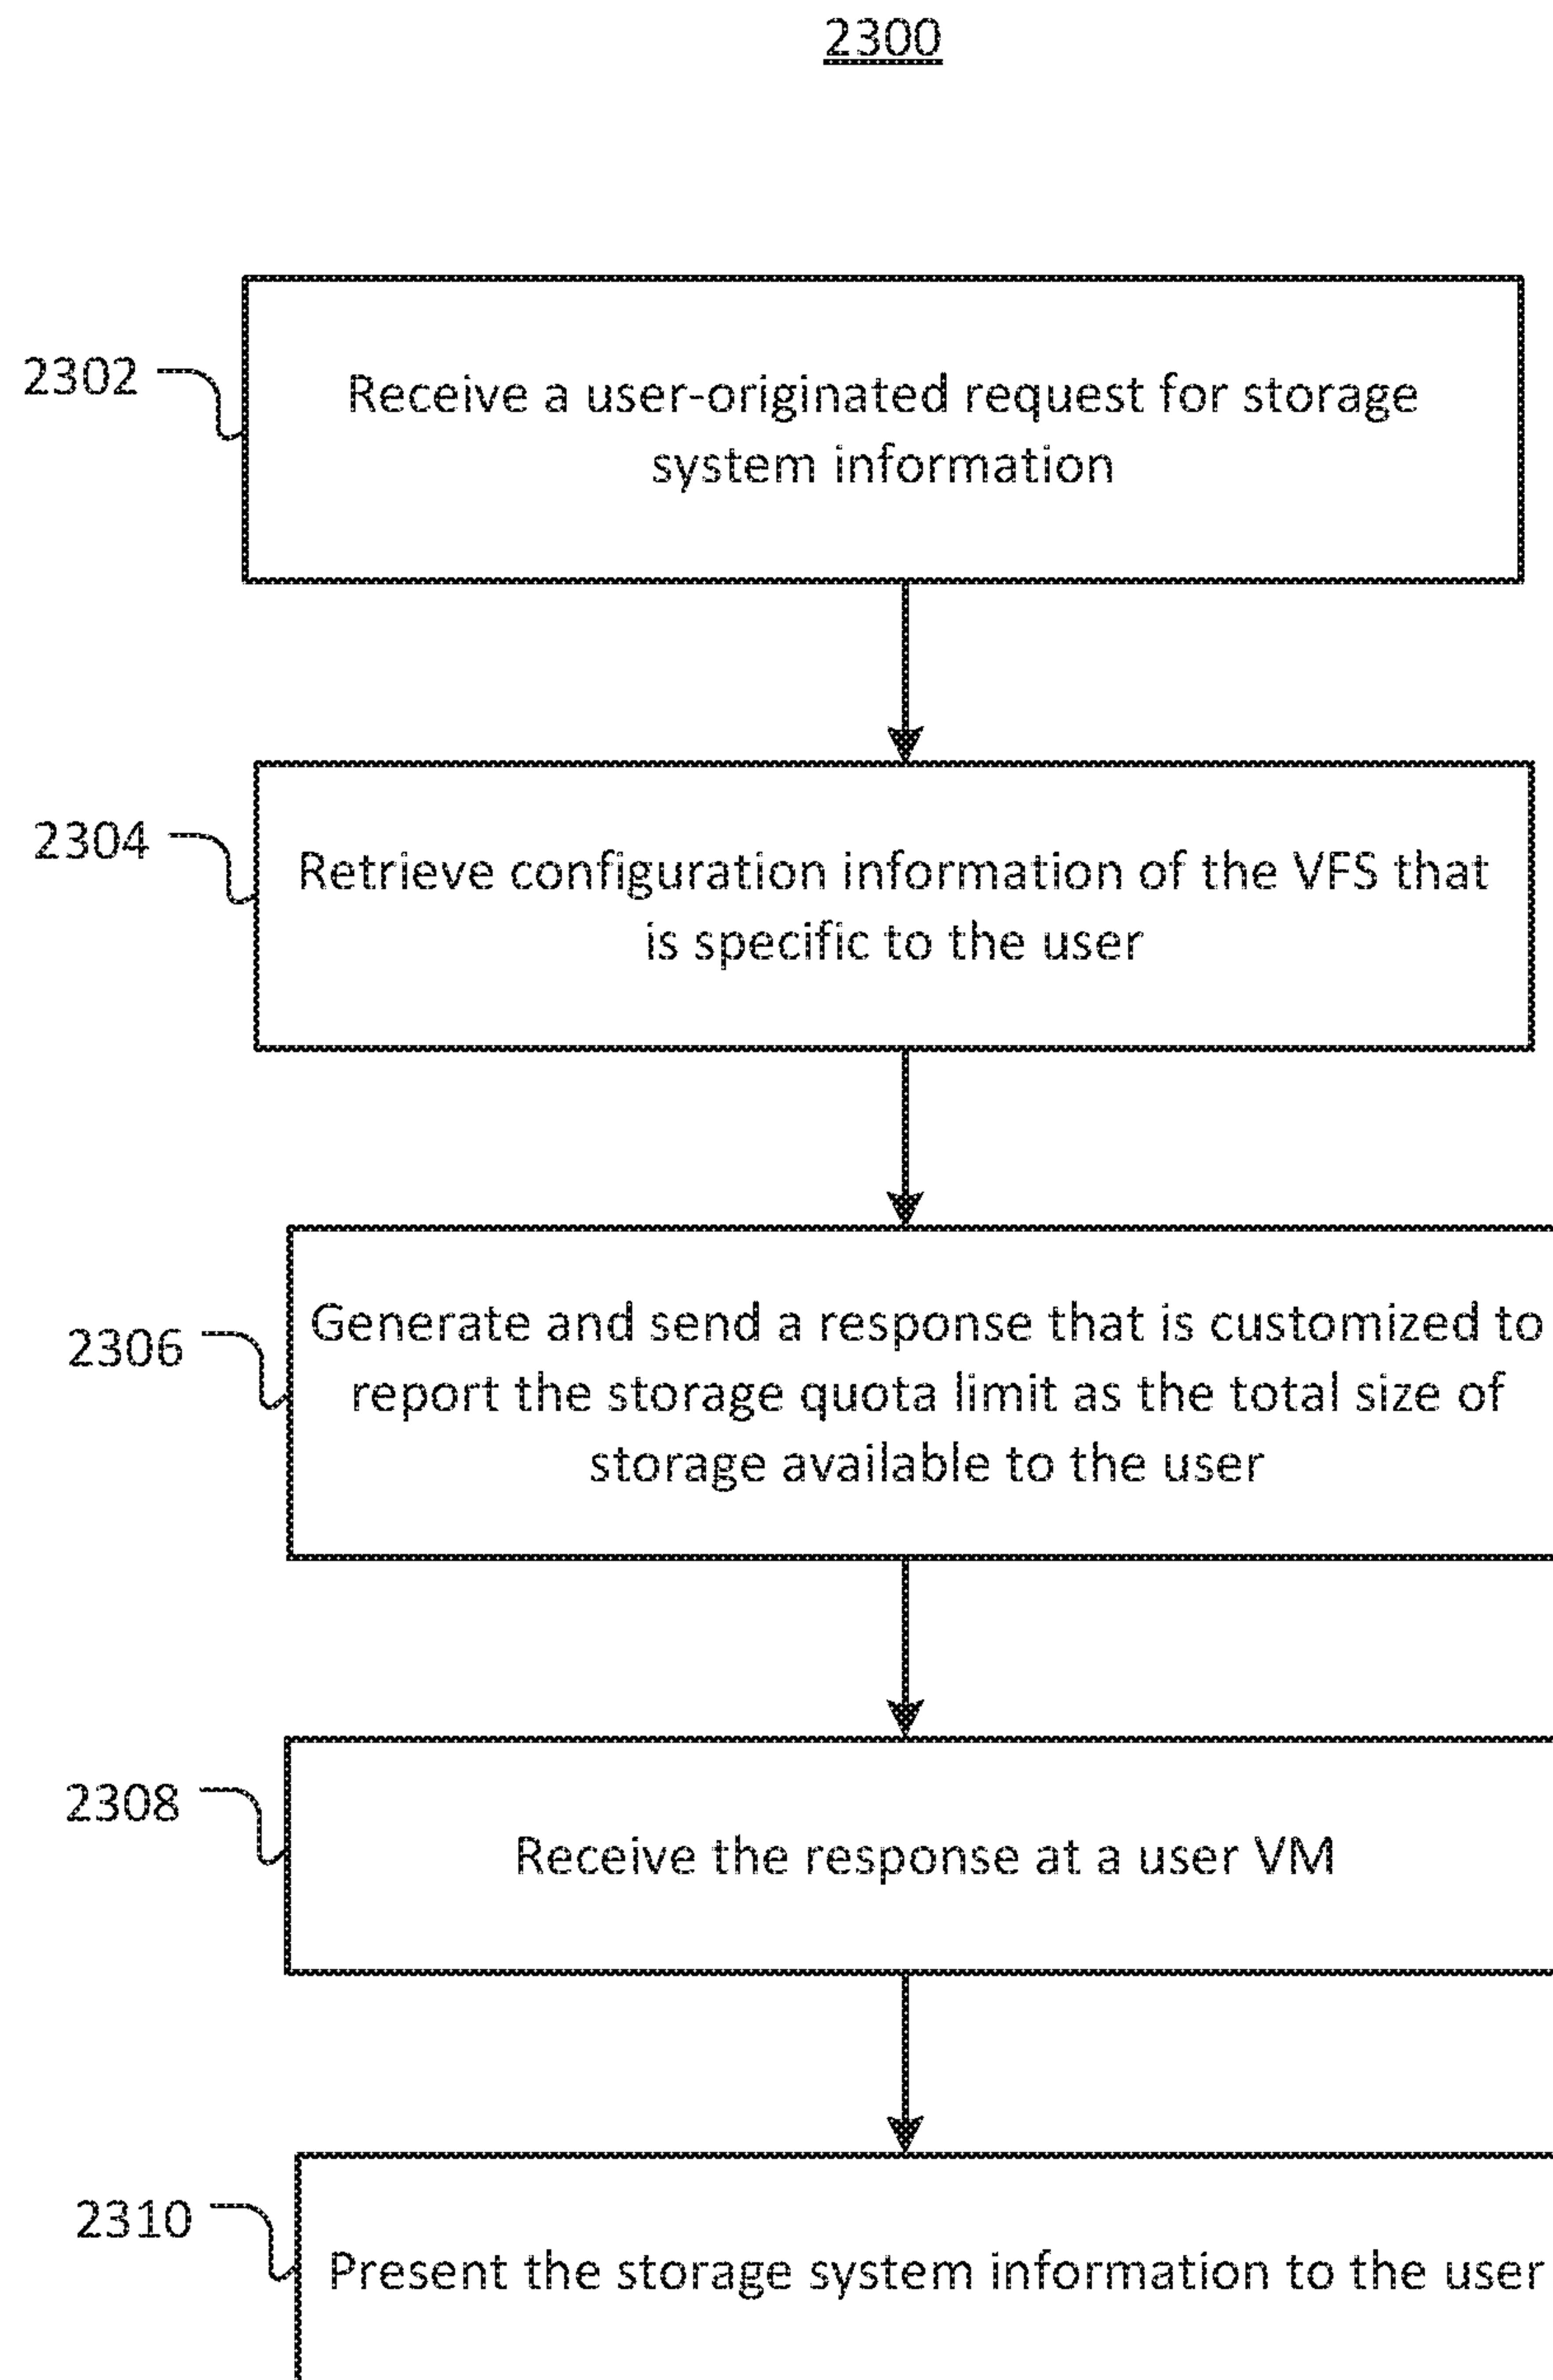 2300
2302
Receive a user-originated request for storage
system information
2304
Retrieve configuration information of the VFS that
is specific to the user
2306
Generate and send a response that is customized to
report the storage quota limit as the total size of
storage available to the user
2308
Receive the response at a user VM
2310
Present the storage system information to the user